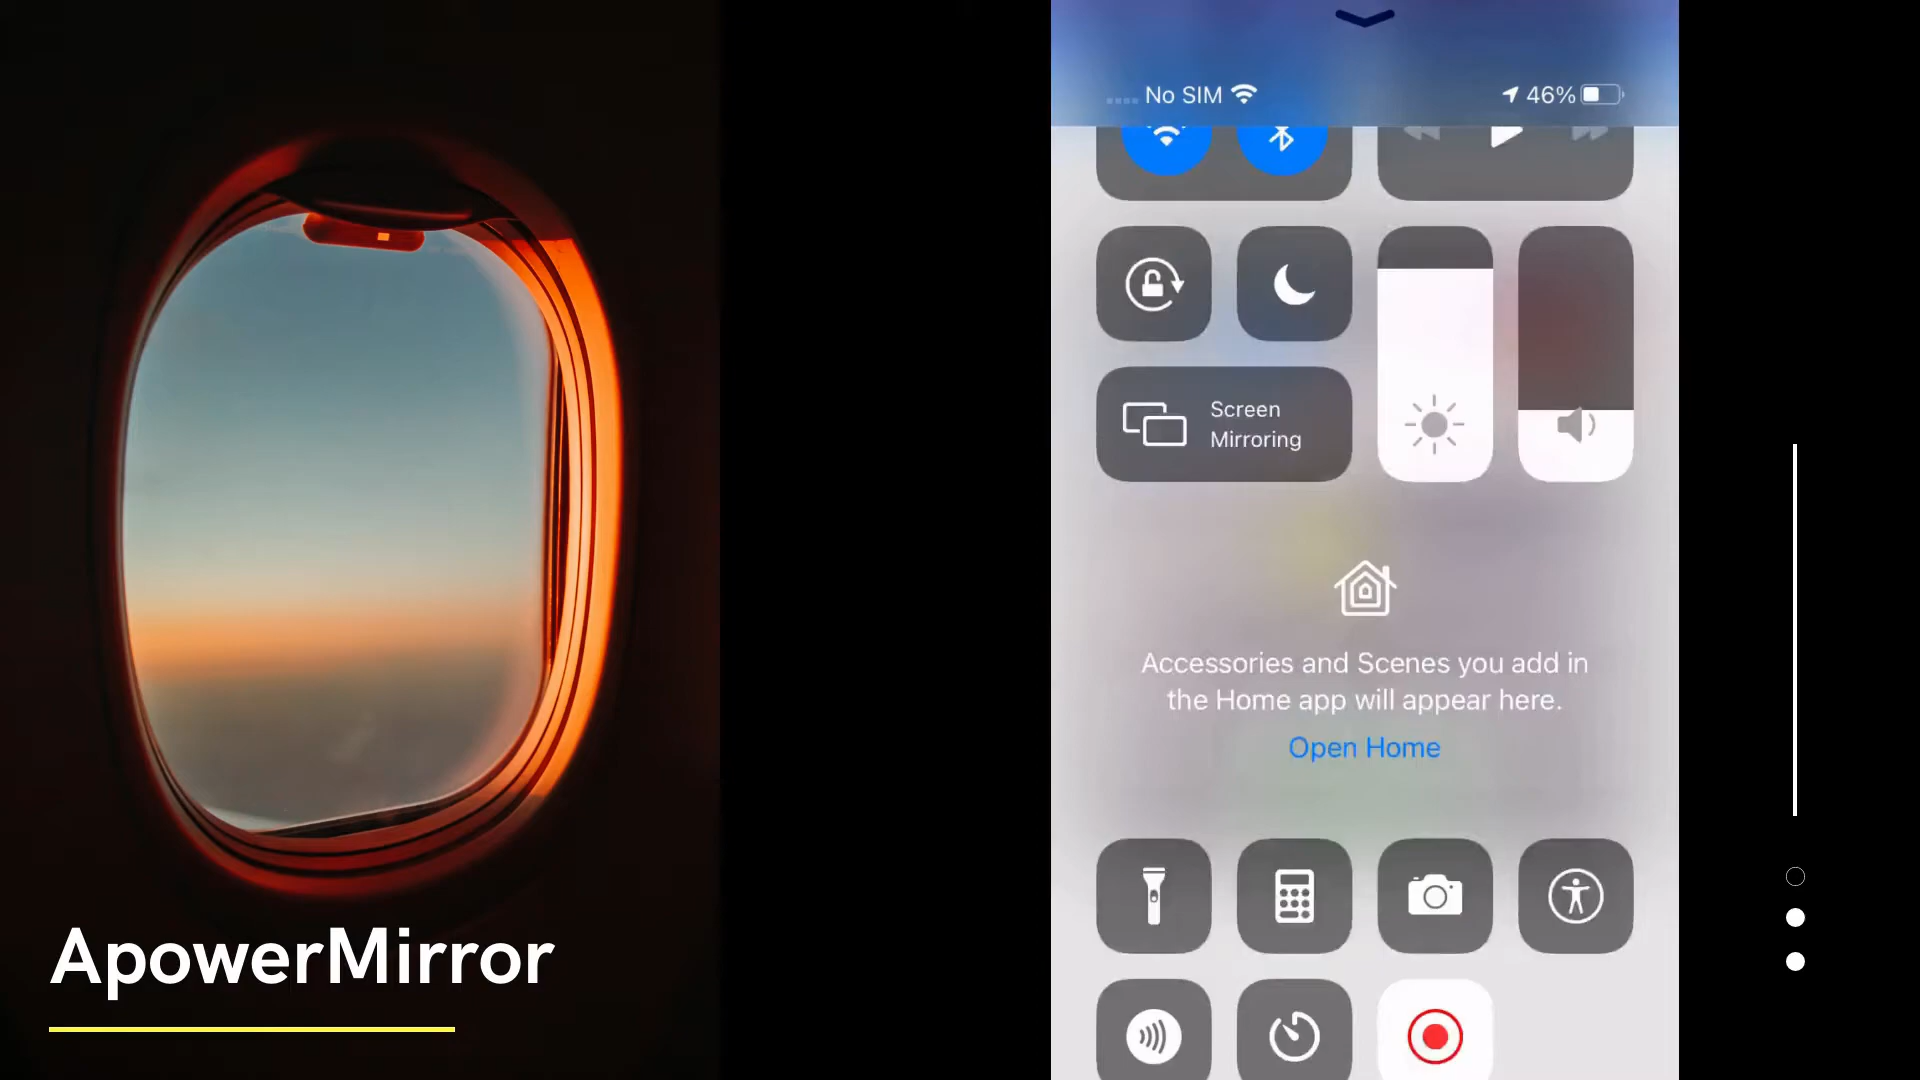 No SIM
46%
Screen
Mirroring
Accessories and Scenes you add in
the Home app will appear here.
Open Home
ApowerMirror